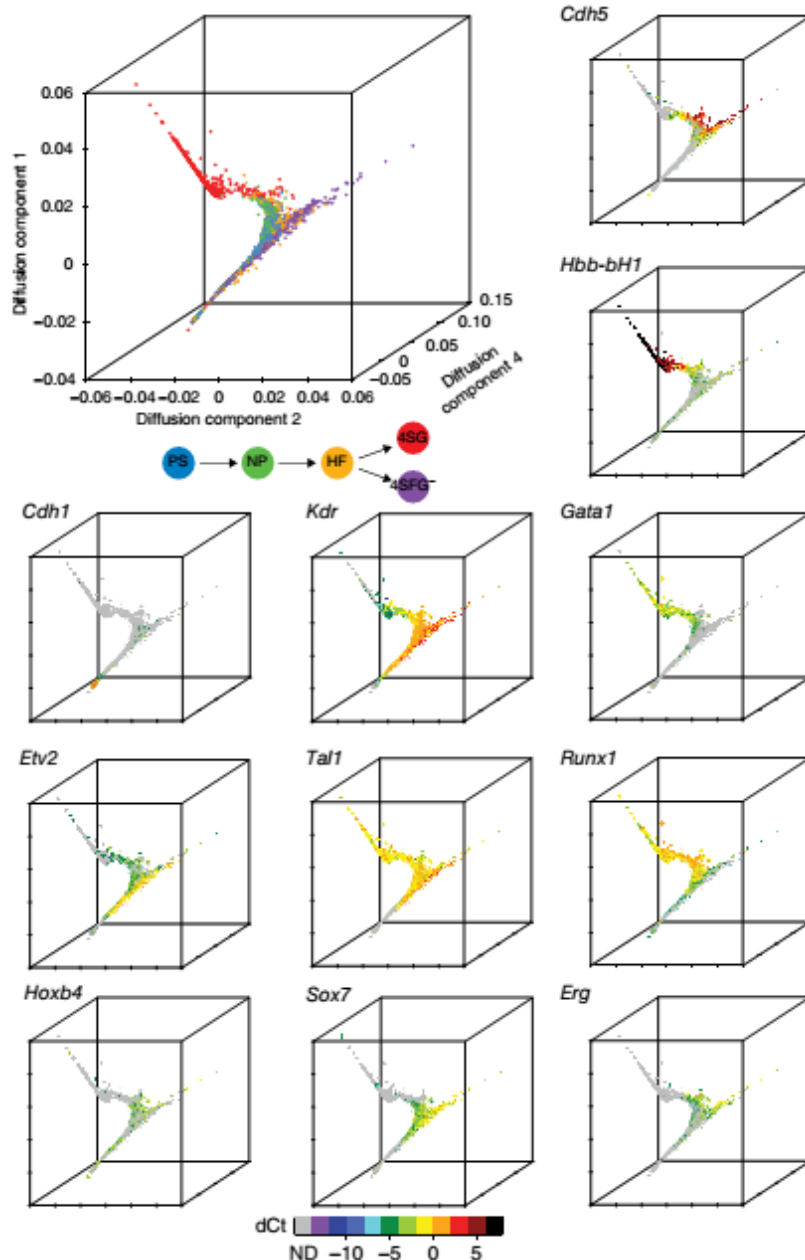 Cdh5
0.06
0.04
0.02
0
−0.02
−0.04
Diffusion component 1
−0.06
−0.04
−0.02
0
0.02
0.04
0.06
Diffusion component 2
−0.05
0
0.05
0.10
0.15
Diffusion
component 4
Hbb-bH1
PS
NP
HF
4SG
4SFG−
Cdh1
Kdr
Gata1
Etv2
Tal1
Runx1
Hoxb4
Sox7
Erg
dCt
ND
−10
−5
0
5